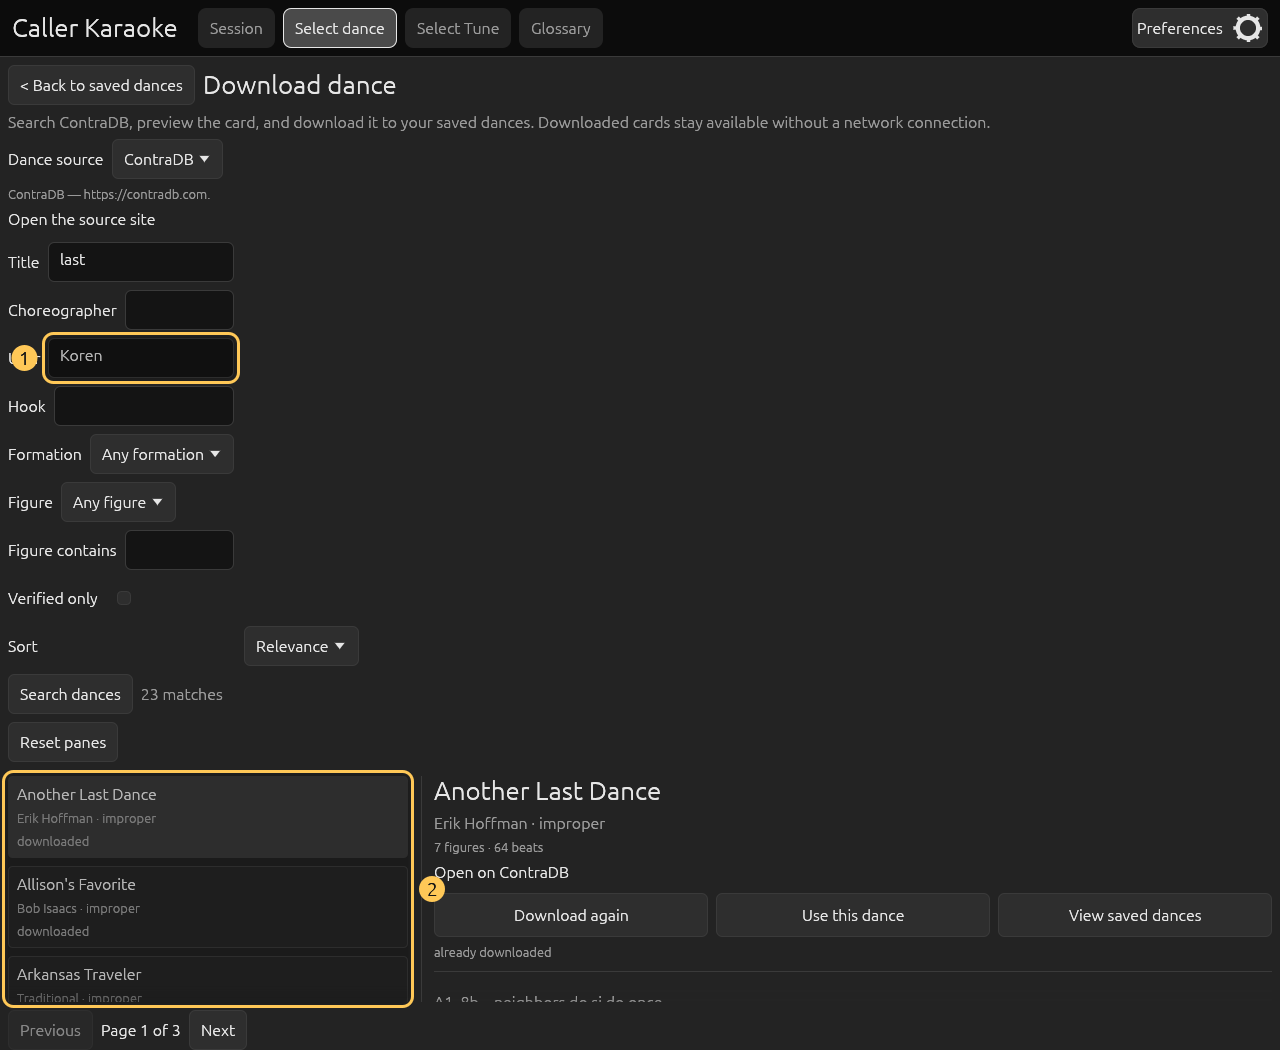 Caller Karaoke Session Select dance Select Tune Glossary Preferences
< Back to saved dances Download dance
Search ContraDB, preview the card, and download it to your saved dances. Downloaded cards stay available without a network connection.
Dance source ContraDB
ContraDB — https://contradb.com.
Open the source site
Title last
Choreographer
1 Koren
Hook
Formation Any formation
Figure Any figure
Figure contains
Verified only
Sort Relevance
Search dances 23 matches
Reset panes
Another Last Dance
Erik Hoffman · improper
downloaded
Allison's Favorite
Bob Isaacs · improper
downloaded
Arkansas Traveler
Traditional · improper
Another Last Dance
Erik Hoffman · improper
7 figures · 64 beats
Open on ContraDB
2
Download again Use this dance View saved dances
already downloaded
Previous Page 1 of 3 Next